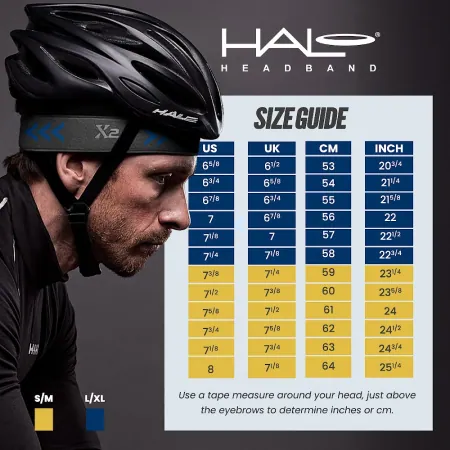 HALO®
HEADBAND
HALO
X2
SIZE GUIDE
US UK CM INCH
6 5/8 6 1/2 53 20 3/4
6 3/4 6 5/8 54 21 1/4
6 7/8 6 3/4 55 21 5/8
7 6 7/8 56 22
7 1/8 7 57 22 1/2
7 1/4 7 1/8 58 22 3/4
7 3/8 7 1/4 59 23 1/4
7 1/2 7 3/8 60 23 5/8
7 5/8 7 1/2 61 24
7 3/4 7 5/8 62 24 1/2
7 1/8 7 3/4 63 24 3/4
8 7 1/8 64 25 1/4
S/M L/XL
Use a tape measure around your head, just above
the eyebrows to determine inches or cm.